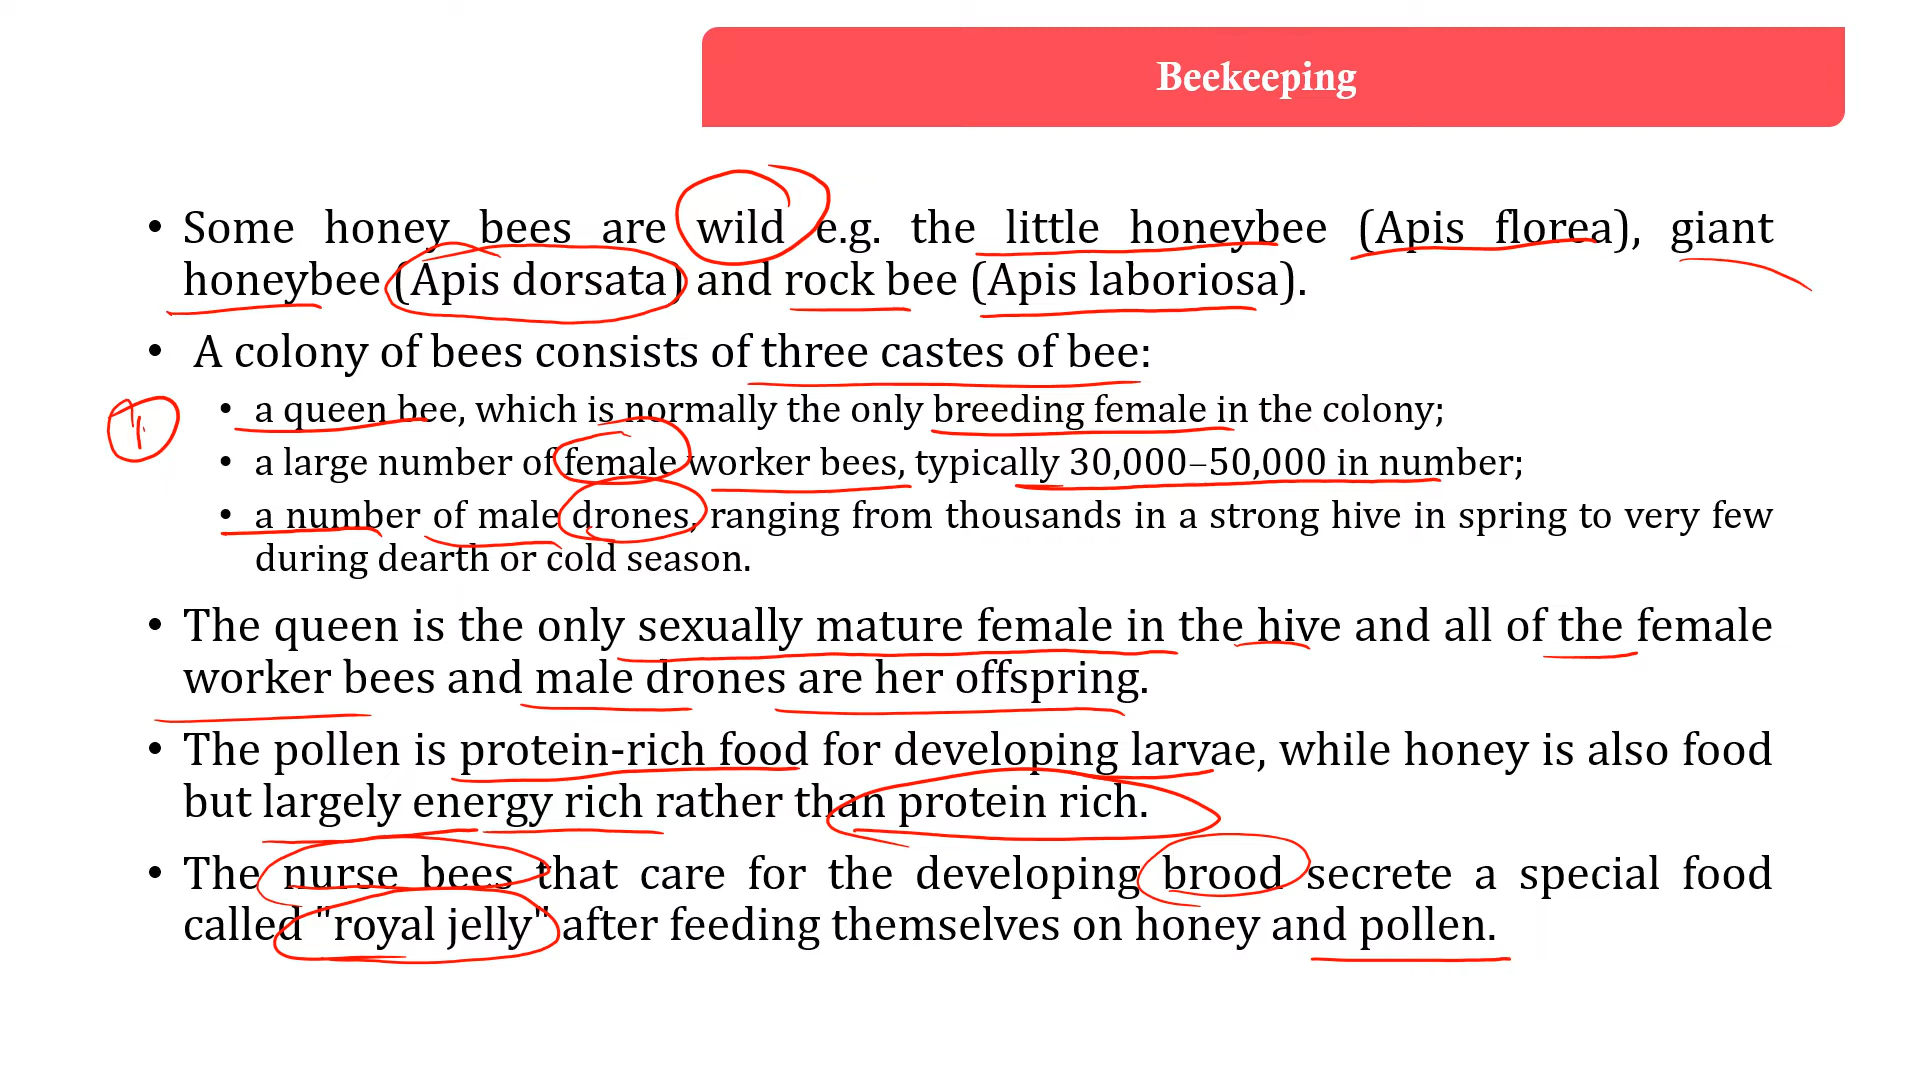 Beekeeping
• Some honey bees are wild e.g. the little honeybee (Apis florea), giant
honeybee (Apis dorsata) and rock bee (Apis laboriosa).
• A colony of bees consists of three castes of bee:
• a queen bee, which is normally the only breeding female in the colony;
• a large number of female worker bees, typically 30,000–50,000 in number;
• a number of male drones, ranging from thousands in a strong hive in spring to very few
during dearth or cold season.
• The queen is the only sexually mature female in the hive and all of the female
worker bees and male drones are her offspring.
• The pollen is protein-rich food for developing larvae, while honey is also food
but largely energy rich rather than protein rich.
• The nurse bees that care for the developing brood secrete a special food
called "royal jelly" after feeding themselves on honey and pollen.